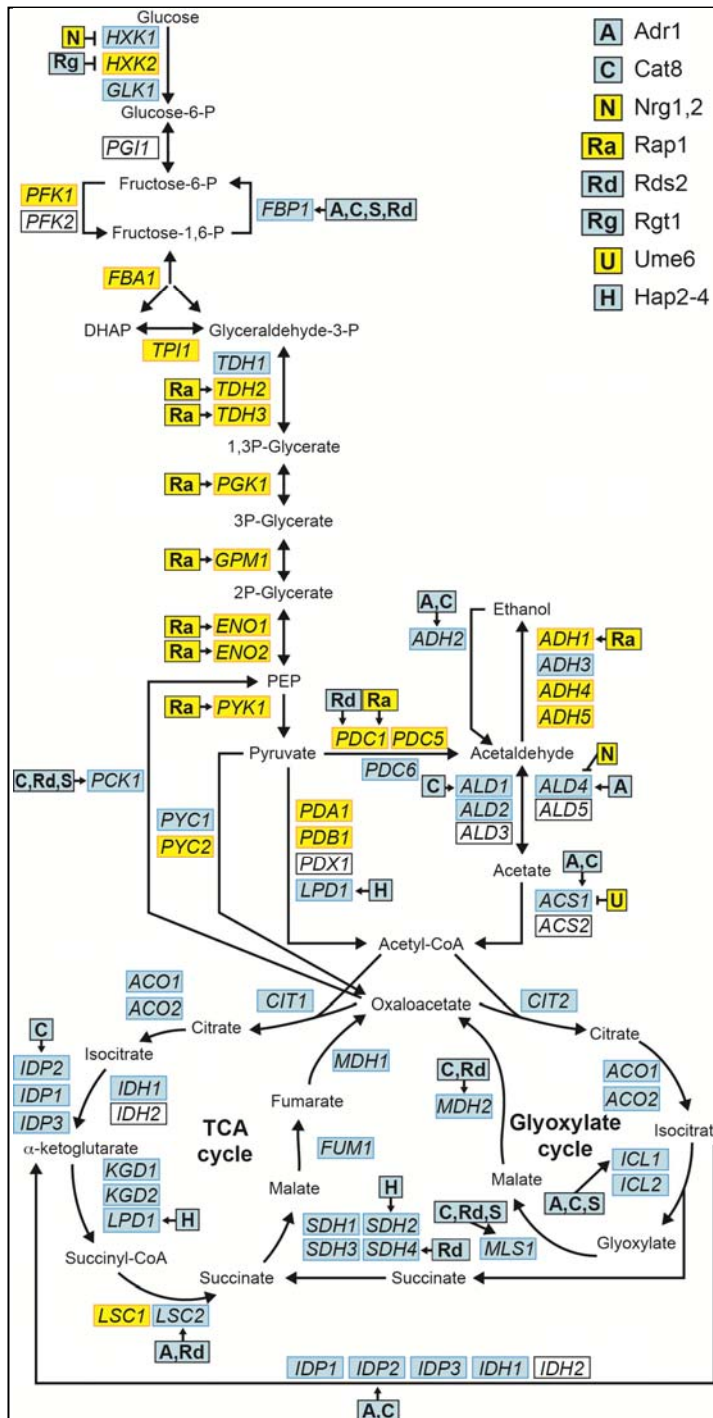 Glucose
N HXK1
Rg HXK2
GLK1
Glucose-6-P
PGI1
Fructose-6-P
PFK1
PFK2
FBP1 A,C,S,Rd
Fructose-1,6-P
FBA1
DHAP Glyceraldehyde-3-P
TPI1
TDH1
Ra TDH2
Ra TDH3
1,3P-Glycerate
Ra PGK1
3P-Glycerate
Ra GPM1
2P-Glycerate
Ra ENO1
Ra ENO2
PEP
Ra PYK1
Pyruvate
A Adr1
C Cat8
N Nrg1,2
Ra Rap1
Rd Rds2
Rg Rgt1
U Ume6
H Hap2-4
A,C
ADH2
Ethanol
ADH1 Ra
ADH3
ADH4
ADH5
Rd Ra
PDC1 PDC5
PDC6
Acetaldehyde
N
C ALD1
ALD2
ALD3
ALD4 A
ALD5
C,Rd,S PCK1
PYC1
PYC2
PDA1
PDB1
PDX1
LPD1 H
Acetate
A,C
ACS1 U
ACS2
Acetyl-CoA
Oxaloacetate
CIT1
CIT2
ACO1
ACO2
Citrate
Isocitrate
C
IDP2
IDP1
IDP3
IDH1
IDH2
α-ketoglutarate
KGD1
KGD2
LPD1 H
Succinyl-CoA
LSC1 LSC2
A,Rd
Succinate
TCA
cycle
MDH1
Fumarate
FUM1
Malate
H
SDH1 SDH2
SDH3 SDH4 Rd
Succinate
Citrate
ACO1
ACO2
Isocitrat
C,Rd
MDH2
Glyoxylate
cycle
ICL1
ICL2
A,C,S
Malate
C,Rd,S
MLS1
Glyoxylate
IDP1 IDP2 IDP3 IDH1 IDH2
A,C